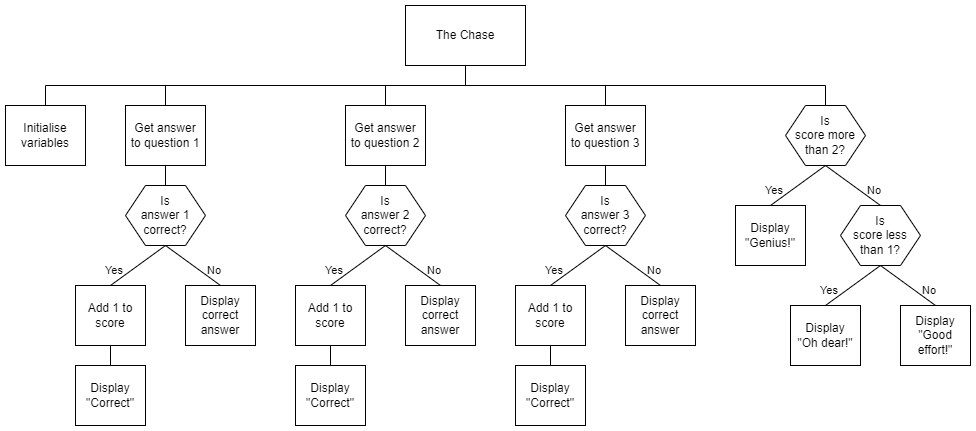 The Chase
Initialise
variables
Get answer
to question 1
Get answer
to question 2
Get answer
to question 3
Is
score more
than 2?
Is
answer 1
correct?
Is
answer 2
correct?
Is
answer 3
correct?
Yes
No
Display
"Genius!"
Is
score less
than 1?
Yes
No
Yes
No
Yes
No
Yes
No
Add 1 to
score
Display
correct
answer
Add 1 to
score
Display
correct
answer
Add 1 to
score
Display
correct
answer
Display
"Oh dear!"
Display
"Good
effort!"
Display
"Correct"
Display
"Correct"
Display
"Correct"